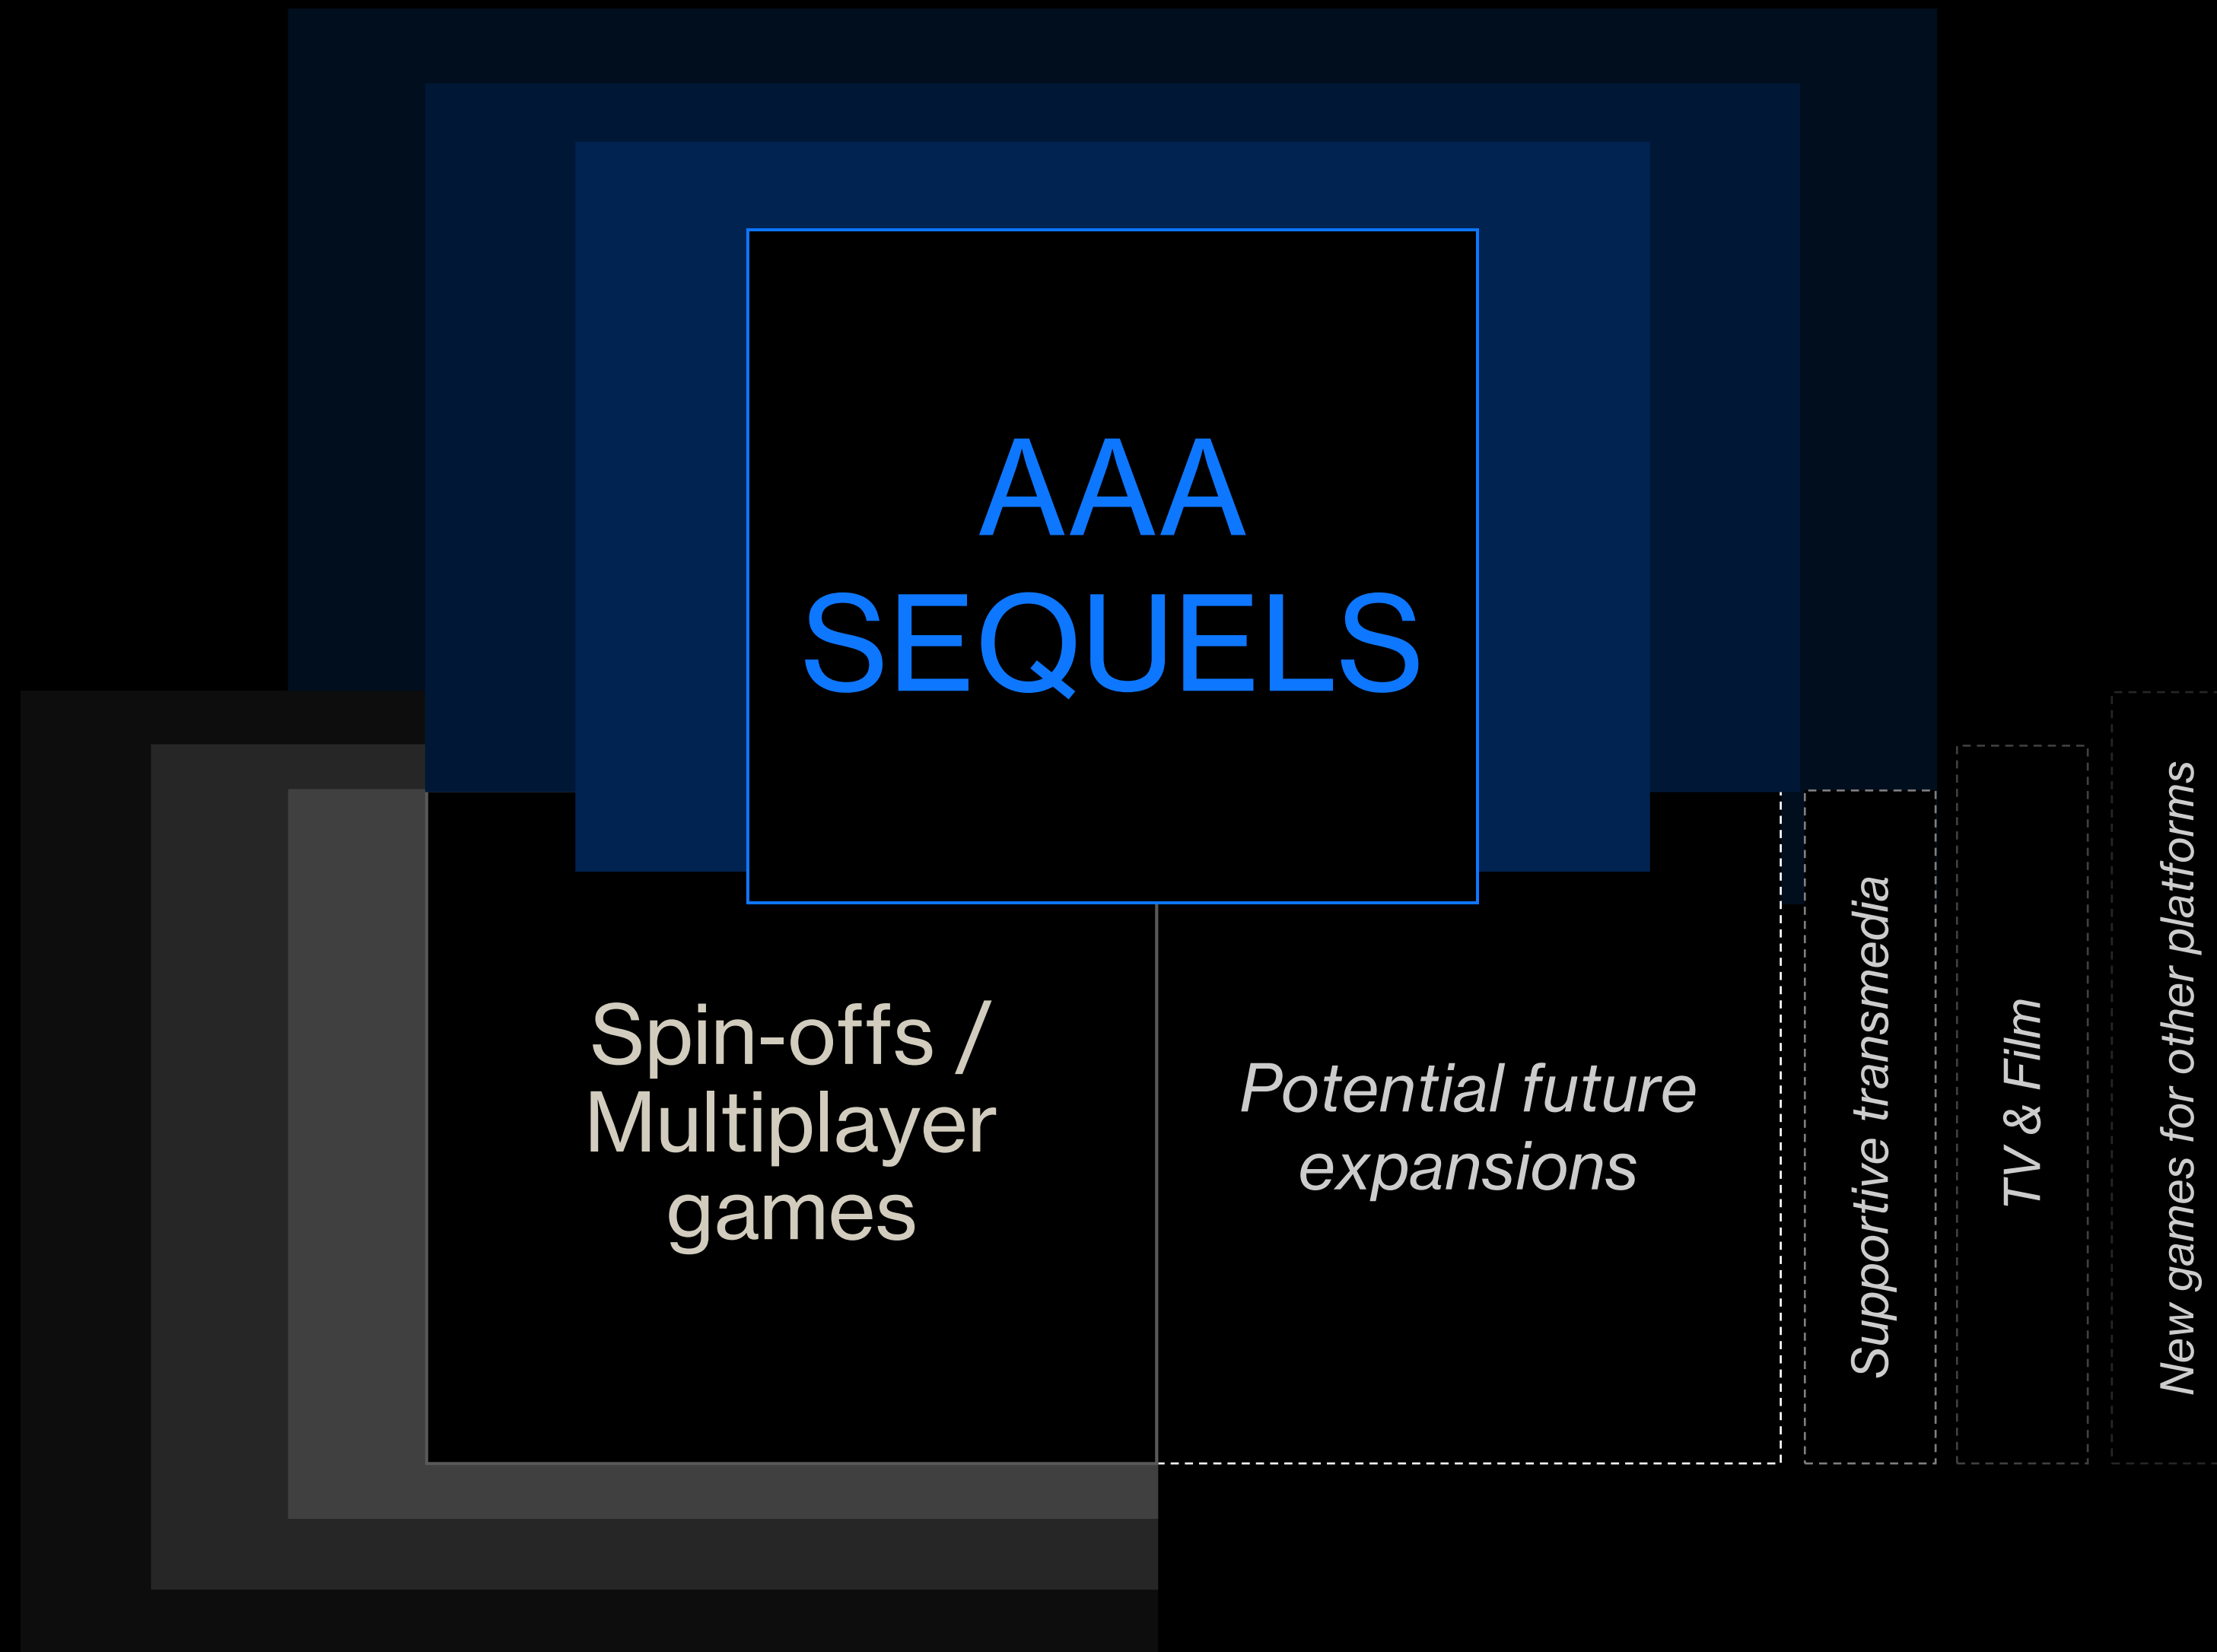 AAA
SEQUELS
Spin-offs /
Multiplayer
games
Potential future
expansions
Supportive transmedia
TV & Film
New games for other platforms